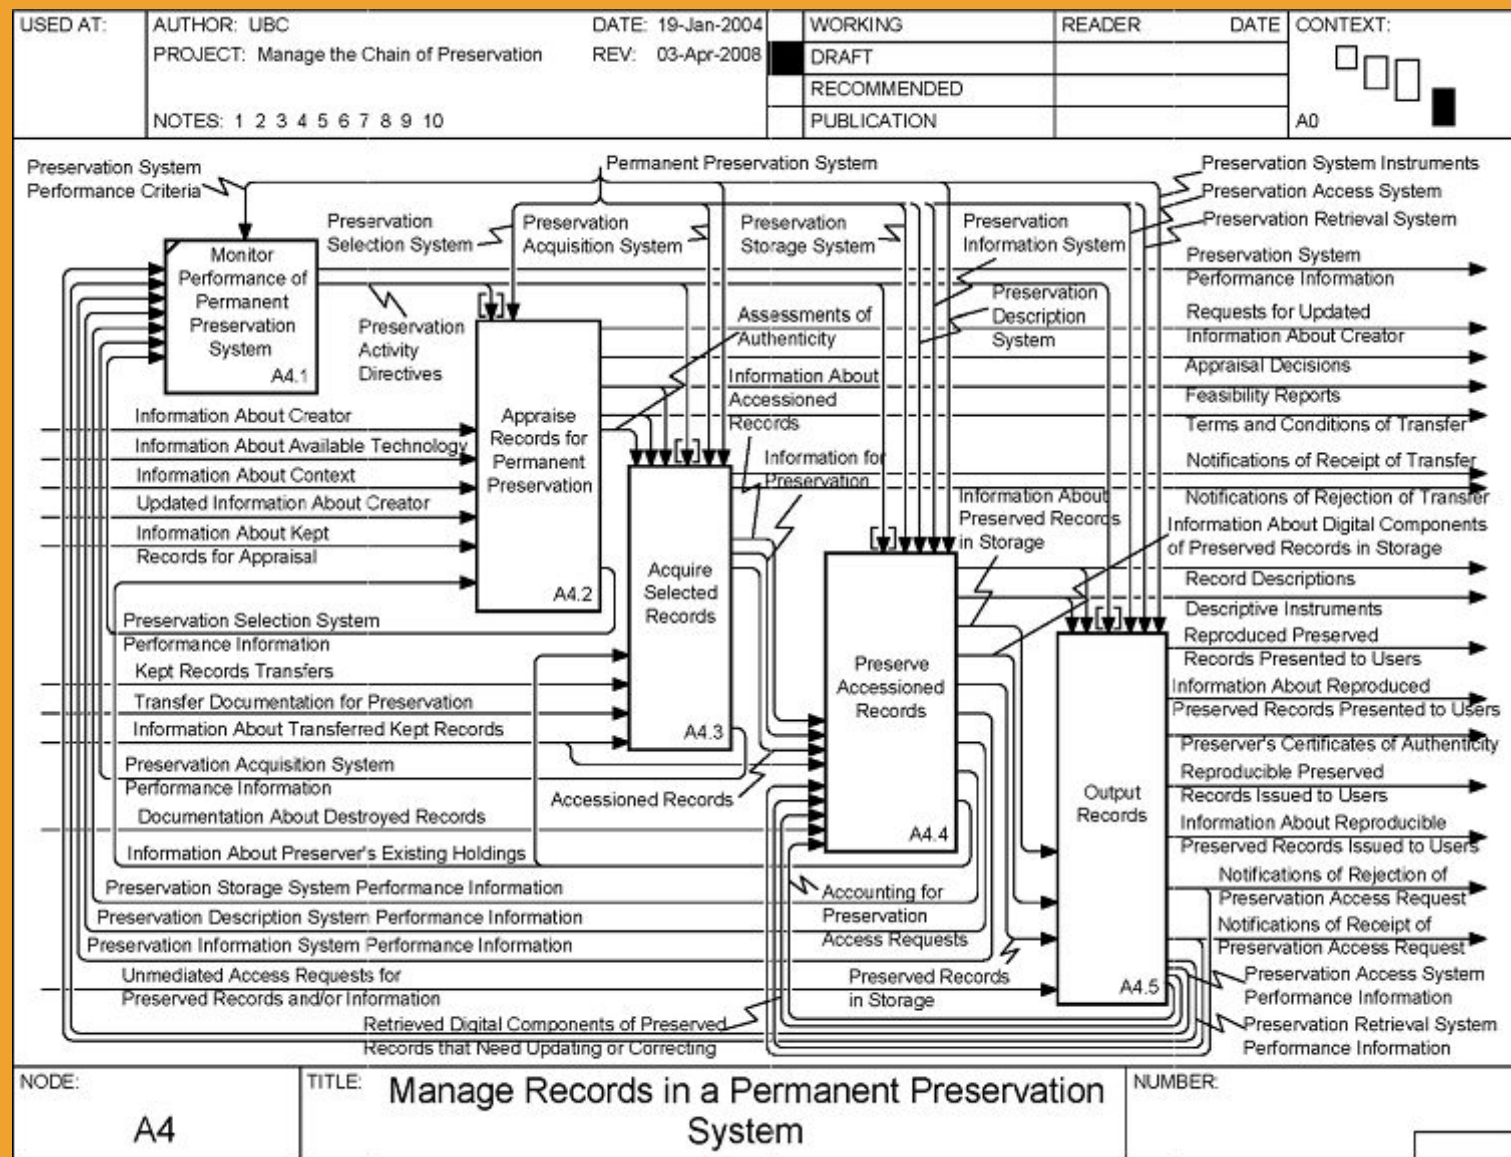 USED AT:
AUTHOR: UBC
DATE: 19-Jan-2004
PROJECT: Manage the Chain of Preservation
REV: 03-Apr-2008
NOTES: 1 2 3 4 5 6 7 8 9 10
WORKING
DRAFT
RECOMMENDED
PUBLICATION
READER
DATE
CONTEXT:
A0
Preservation System
Performance Criteria
Permanent Preservation System
Preservation System Instruments
Preservation Access System
Preservation Retrieval System
Preservation
Selection System
Preservation
Acquisition System
Preservation
Storage System
Preservation
Information System
Preservation
Description
System
Monitor
Performance of
Permanent
Preservation
System
A4.1
Preservation
Activity
Directives
Assessments of
Authenticity
Information About
Accessioned
Records
Information for
Preservation
Information About
Preserved Records
in Storage
Preservation System
Performance Information
Requests for Updated
Information About Creator
Appraisal Decisions
Feasibility Reports
Terms and Conditions of Transfer
Notifications of Receipt of Transfer
Notifications of Rejection of Transfer
Information About Digital Components
of Preserved Records in Storage
Record Descriptions
Descriptive Instruments
Reproduced Preserved
Records Presented to Users
Information About Reproduced
Preserved Records Presented to Users
Preserver's Certificates of Authenticity
Reproducible Preserved
Records Issued to Users
Information About Reproducible
Preserved Records Issued to Users
Notifications of Rejection of
Preservation Access Request
Notifications of Receipt of
Preservation Access Request
Preservation Access System
Performance Information
Preservation Retrieval System
Performance Information
Appraise
Records for
Permanent
Preservation
A4.2
Acquire
Selected
Records
A4.3
Preserve
Accessioned
Records
A4.4
Output
Records
A4.5
Information About Creator
Information About Available Technology
Information About Context
Updated Information About Creator
Information About Kept
Records for Appraisal
Preservation Selection System
Performance Information
Kept Records Transfers
Transfer Documentation for Preservation
Information About Transferred Kept Records
Preservation Acquisition System
Performance Information
Accessioned Records
Documentation About Destroyed Records
Information About Preserver's Existing Holdings
Preservation Storage System Performance Information
Preservation Description System Performance Information
Preservation Information System Performance Information
Unmediated Access Requests for
Preserved Records and/or Information
Accounting for
Preservation
Access Requests
Preserved Records
in Storage
Retrieved Digital Components of Preserved
Records that Need Updating or Correcting
NODE:
A4
TITLE:
Manage Records in a Permanent Preservation
System
NUMBER: